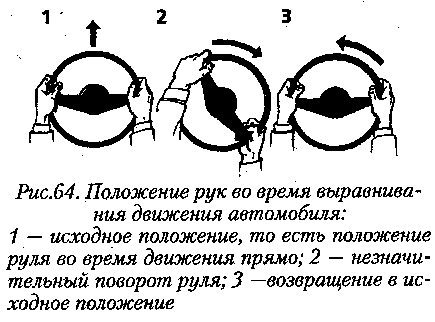 1 2 3
Рис.64. Положение рук во время выравнива-
ния движения автомобиля:
1 — исходное положение, то есть положение
руля во время движения прямо; 2 — незначи-
тельный поворот руля; 3 —возвращение в ис-
ходное положение